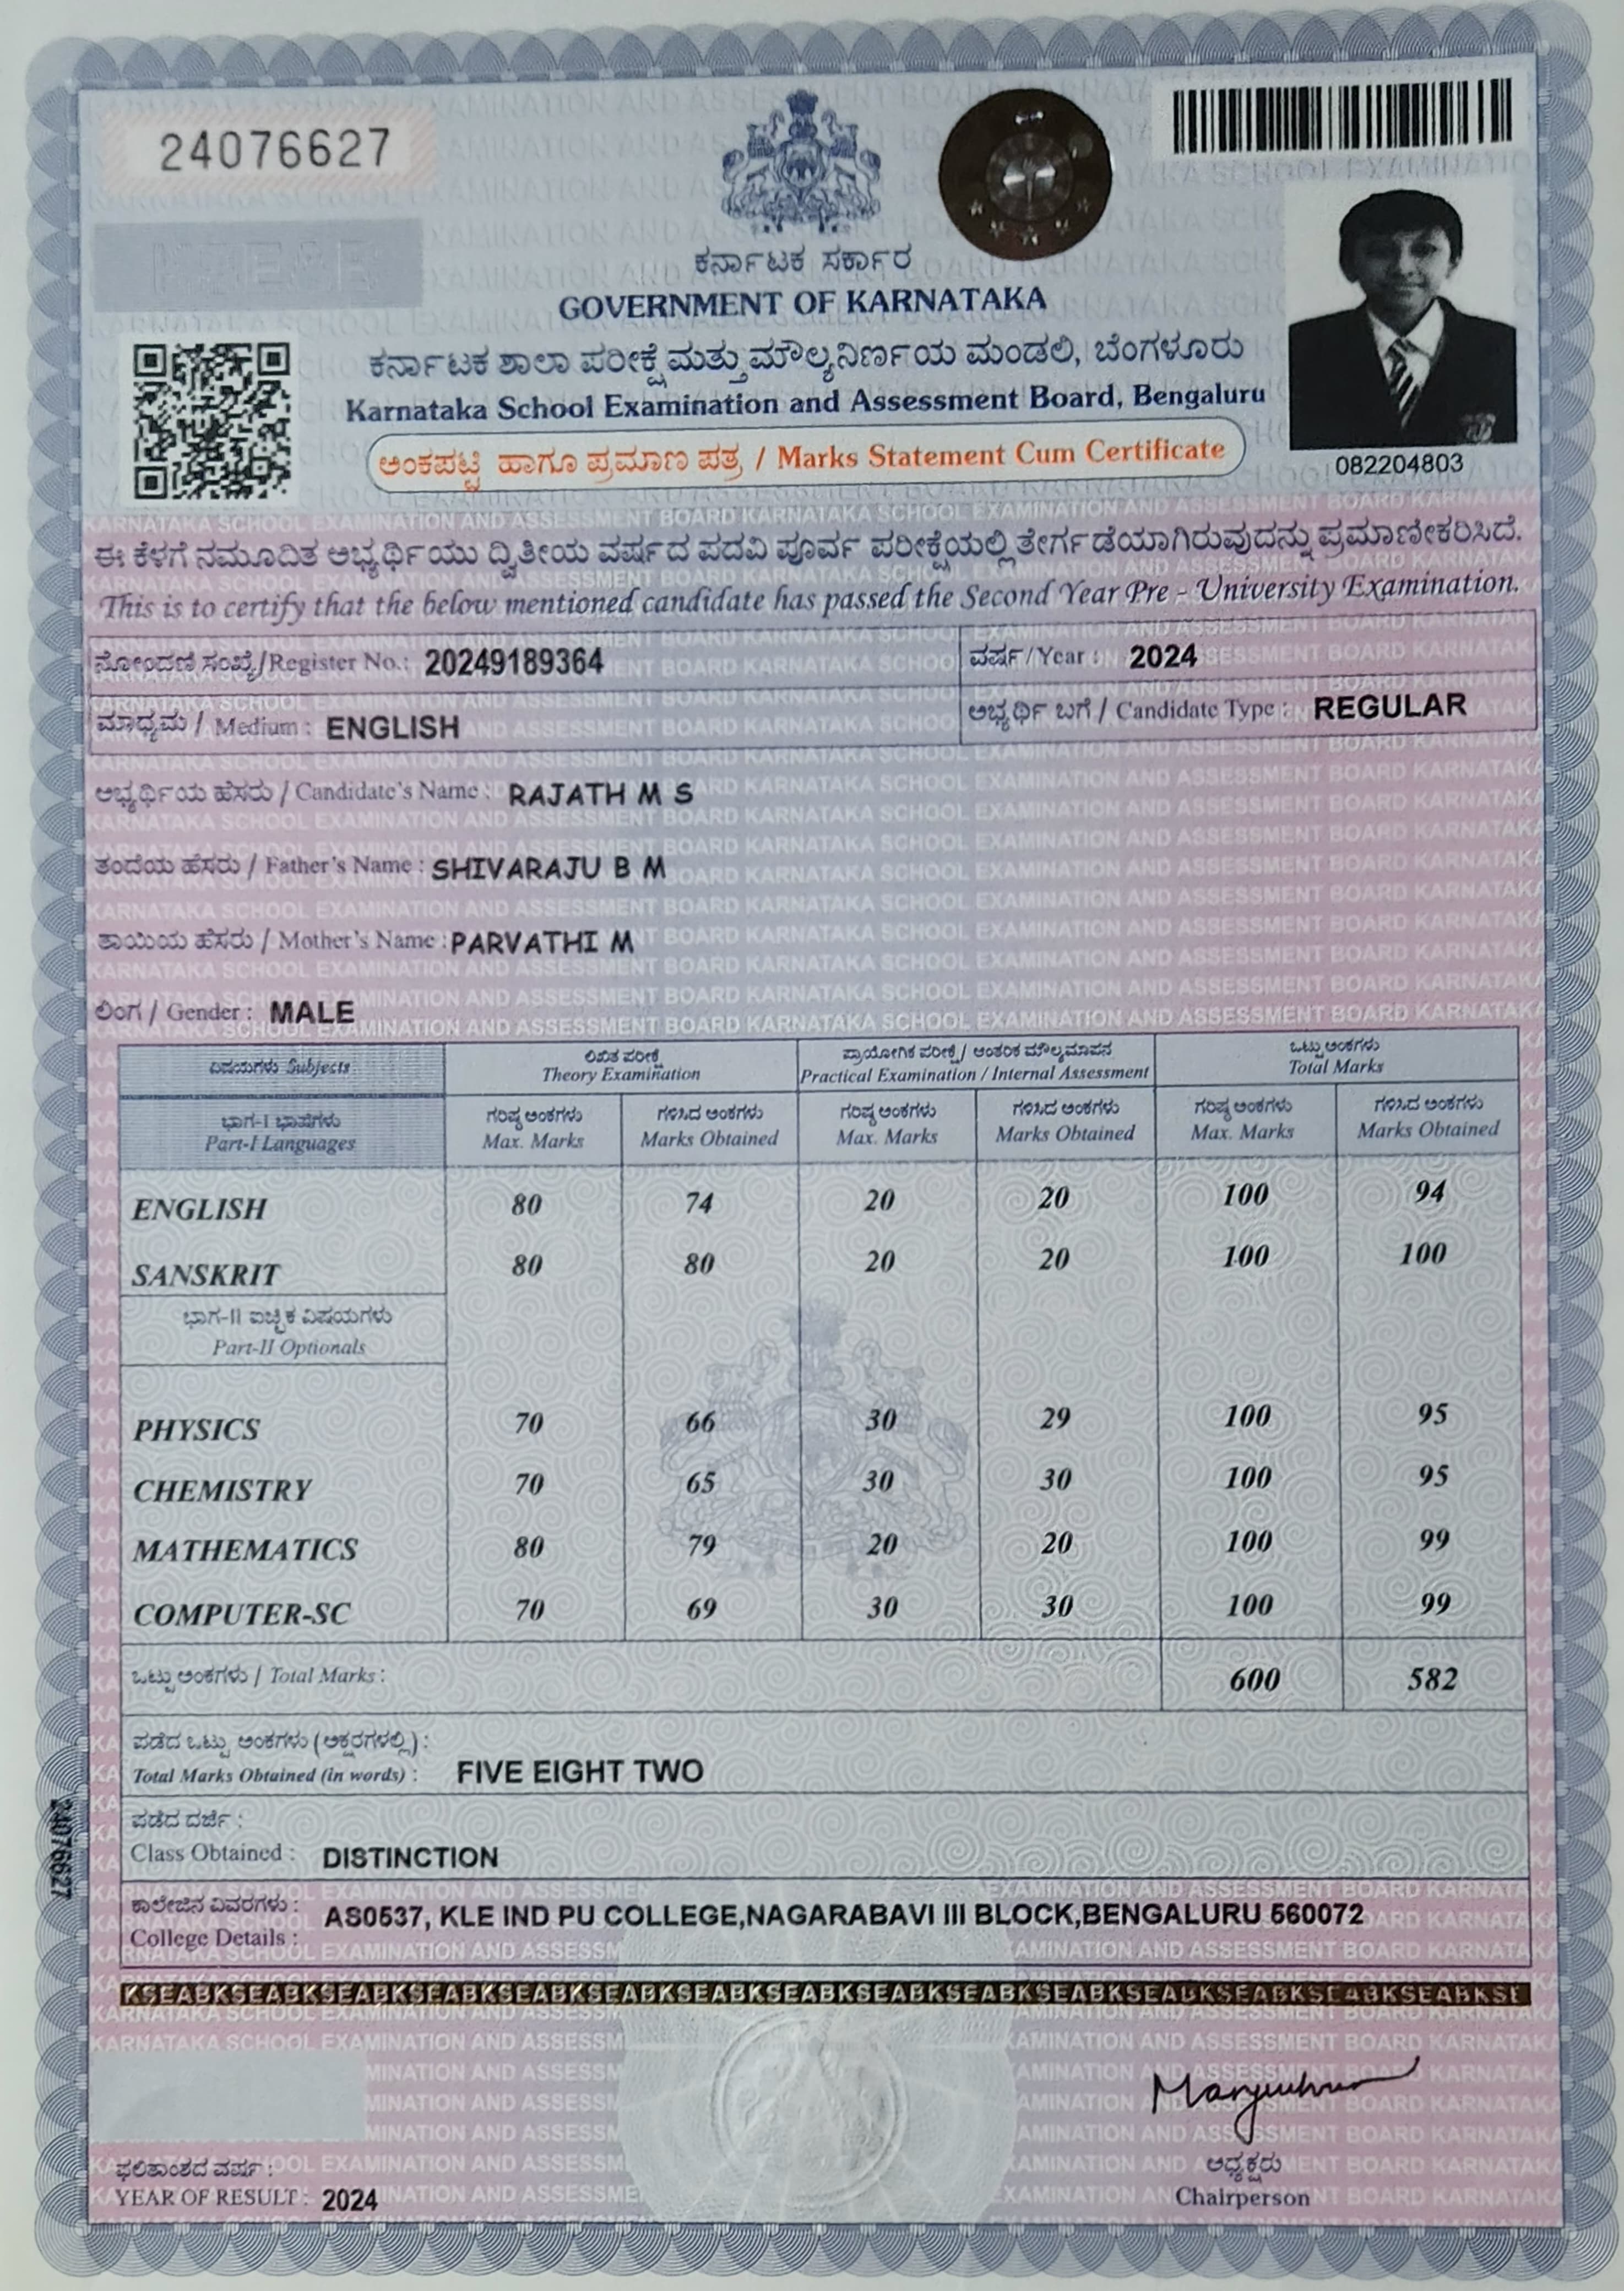 24076627
ಕರ್ನಾಟಕ ಸರ್ಕಾರ
GOVERNMENT OF KARNATAKA
ಕರ್ನಾಟಕ ಶಾಲಾ ಪರೀಕ್ಷೆ ಮತ್ತು ಮೌಲ್ಯನಿರ್ಣಯ ಮಂಡಲಿ, ಬೆಂಗಳೂರು
Karnataka School Examination and Assessment Board, Bengaluru
ಅಂಕಪಟ್ಟಿ ಹಾಗೂ ಪ್ರಮಾಣ ಪತ್ರ / Marks Statement Cum Certificate
082204803
ಈ ಕೆಳಗೆ ನಮೂದಿತ ಅಭ್ಯರ್ಥಿಯು ದ್ವಿತೀಯ ವರ್ಷದ ಪದವಿ ಪೂರ್ವ ಪರೀಕ್ಷೆಯಲ್ಲಿ ತೇರ್ಗಡೆಯಾಗಿರುವುದನ್ನು ಪ್ರಮಾಣೀಕರಿಸಿದೆ.
This is to certify that the below mentioned candidate has passed the Second Year Pre - University Examination.
ನೋಂದಣಿ ಸಂಖ್ಯೆ/Register No.: 20249189364 ವರ್ಷ/Year : 2024
ಮಾಧ್ಯಮ / Medium : ENGLISH ಅಭ್ಯರ್ಥಿ ಬಗೆ / Candidate Type : REGULAR
ಅಭ್ಯರ್ಥಿಯ ಹೆಸರು / Candidate's Name : RAJATH M S
ತಂದೆಯ ಹೆಸರು / Father's Name : SHIVARAJU B M
ತಾಯಿಯ ಹೆಸರು / Mother's Name : PARVATHI M
ಲಿಂಗ / Gender : MALE
ವಿಷಯಗಳು Subjects ಲಿಖಿತ ಪರೀಕ್ಷೆ ಪ್ರಾಯೋಗಿಕ ಪರೀಕ್ಷೆ/ ಆಂತರಿಕ ಮೌಲ್ಯಮಾಪನ ಒಟ್ಟು ಅಂಕಗಳು
Theory Examination Practical Examination / Internal Assessment Total Marks
ಭಾಗ-I ಭಾಷೆಗಳು ಗರಿಷ್ಠ ಅಂಕಗಳು ಗಳಿಸಿದ ಅಂಕಗಳು ಗರಿಷ್ಠ ಅಂಕಗಳು ಗಳಿಸಿದ ಅಂಕಗಳು ಗರಿಷ್ಠ ಅಂಕಗಳು ಗಳಿಸಿದ ಅಂಕಗಳು
Part-I Languages Max. Marks Marks Obtained Max. Marks Marks Obtained Max. Marks Marks Obtained
ENGLISH 80 74 20 20 100 94
SANSKRIT 80 80 20 20 100 100
ಭಾಗ-II ಐಚ್ಛಿಕ ವಿಷಯಗಳು
Part-II Optionals
PHYSICS 70 66 30 29 100 95
CHEMISTRY 70 65 30 30 100 95
MATHEMATICS 80 79 20 20 100 99
COMPUTER-SC 70 69 30 30 100 99
ಒಟ್ಟು ಅಂಕಗಳು / Total Marks : 600 582
ಪಡೆದ ಒಟ್ಟು ಅಂಕಗಳು (ಅಕ್ಷರಗಳಲ್ಲಿ) :
Total Marks Obtained (in words) : FIVE EIGHT TWO
ಪಡೆದ ದರ್ಜೆ :
Class Obtained : DISTINCTION
ಕಾಲೇಜಿನ ವಿವರಗಳು :
College Details : AS0537, KLE IND PU COLLEGE,NAGARABAVI III BLOCK,BENGALURU 560072
KSEABKSEABKSEABKSEABKSEABKSEABKSEABKSEABKSEABKSEABKSEABKSEABKSEABKSEABKSEABKSE
24076627
ಅಧ್ಯಕ್ಷರು
Chairperson
ಫಲಿತಾಂಶದ ವರ್ಷ :
YEAR OF RESULT : 2024